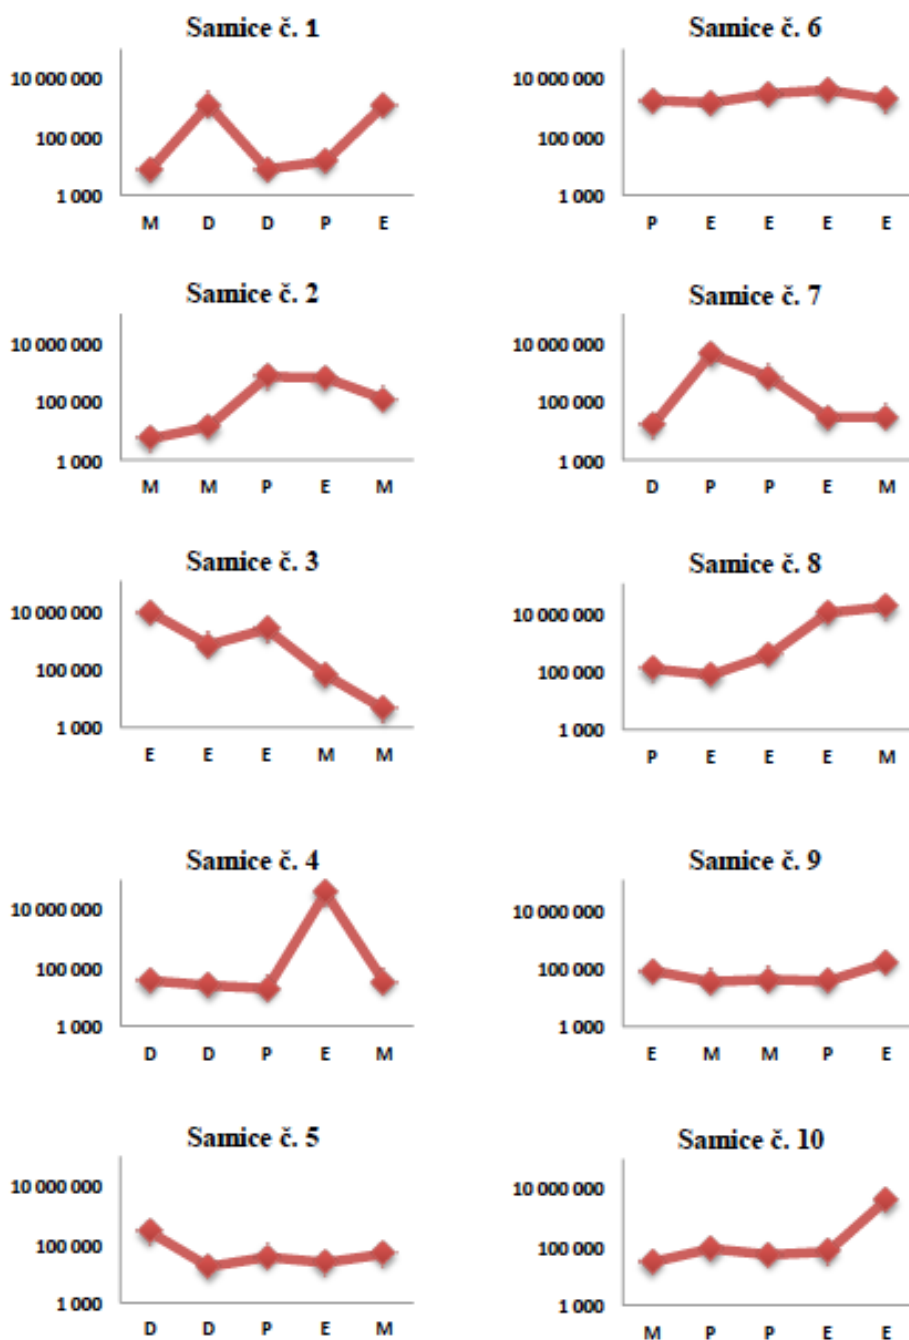 Samice č. 1
10 000 000
100 000
1 000
M D D P E
Samice č. 6
10 000 000
100 000
1 000
P E E E E
Samice č. 2
10 000 000
100 000
1 000
M M P E M
Samice č. 7
10 000 000
100 000
1 000
D P P E M
Samice č. 3
10 000 000
100 000
1 000
E E E M M
Samice č. 8
10 000 000
100 000
1 000
P E E E M
Samice č. 4
10 000 000
100 000
1 000
D D P E M
Samice č. 9
10 000 000
100 000
1 000
E M M P E
Samice č. 5
10 000 000
100 000
1 000
D D P E M
Samice č. 10
10 000 000
100 000
1 000
M P P E E